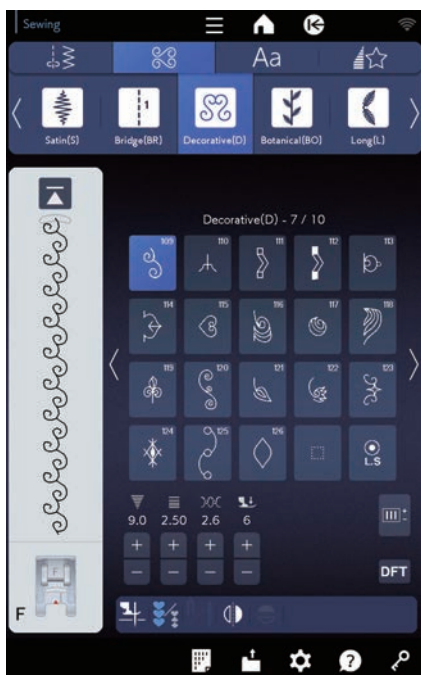 Sewing
Aa
1
Satin(S) Bridge(BR) Decorative(D) Botanical(BO) Long(L)
Decorative(D) - 7 / 10
109 110 111 112 113
114 115 116 117 118
119 120 121 122 123
124 125 126
L.S
9.0 2.50 2.6 6
+ + + +
− − − −
DFT
F
F
?